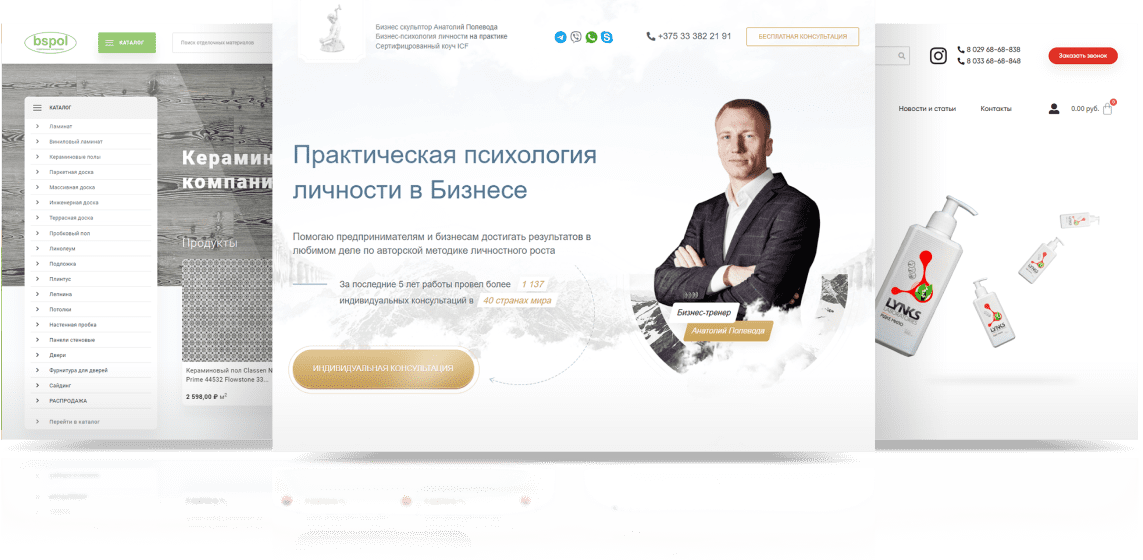 bspol
КАТАЛОГ
Поиск отделочных материалов
КАТАЛОГ
Ламинат
Виниловый ламинат
Кераминовые полы
Паркетная доска
Массивная доска
Инженерная доска
Террасная доска
Пробковый пол
Линолеум
Подложка
Плинтус
Лепнина
Потолки
Настенная пробка
Панели стеновые
Двери
Фурнитура для дверей
Сайдинг
РАСПРОДАЖА
Перейти в каталог
Керамин
компани
Продукты
Кераминовый пол Classen N
Prime 44532 Flowstone 33...
2 598,00 ₽ м2
Бизнес скульптор Анатолий Полевода
Бизнес-психология личности на практике
Сертифицированный коуч ICF
+375 33 382 21 91
БЕСПЛАТНАЯ КОНСУЛЬТАЦИЯ
Практическая психология
личности в Бизнесе
Помогаю предпринимателям и бизнесам достигать результатов в
любимом деле по авторской методике личностного роста
За последние 5 лет работы провел более 1 137
индивидуальных консультаций в 40 странах мира
ИНДИВИДУАЛЬНАЯ КОНСУЛЬТАЦИЯ
Бизнес-тренер
Анатолий Полевода
8 029 68-68-838
8 033 68-68-848
Заказать звонок
Новости и статьи
Контакты
0.00 руб.
0
LYNKS
LYNKS
LYNKS